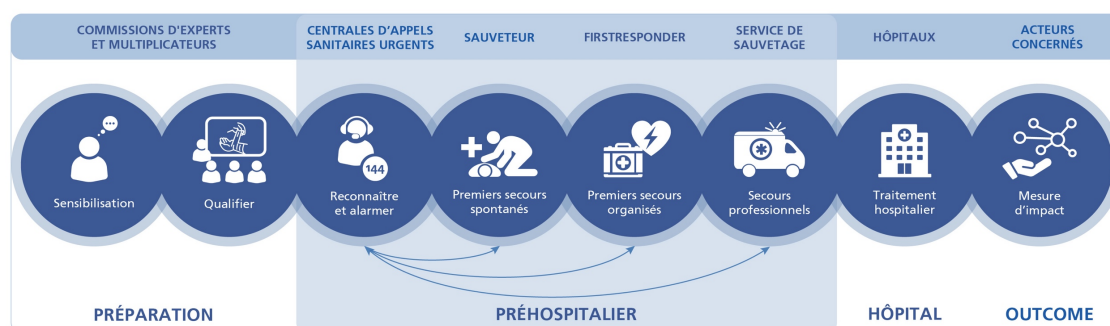 COMMISSIONS D'EXPERTS
ET MULTIPLICATEURS
CENTRALES D'APPELS
SANITAIRES URGENTS
SAUVETEUR
FIRSTRESPONDER
SERVICE DE
SAUVETAGE
HÔPITAUX
ACTEURS
CONCERNÉS
Sensibilisation
Qualifier
144
Reconnaître
et alarmer
Premiers secours
spontanés
Premiers secours
organisés
Secours
professionnels
Traitement
hospitalier
Mesure
d'impact
PRÉPARATION
PRÉHOSPITALIER
HÔPITAL
OUTCOME